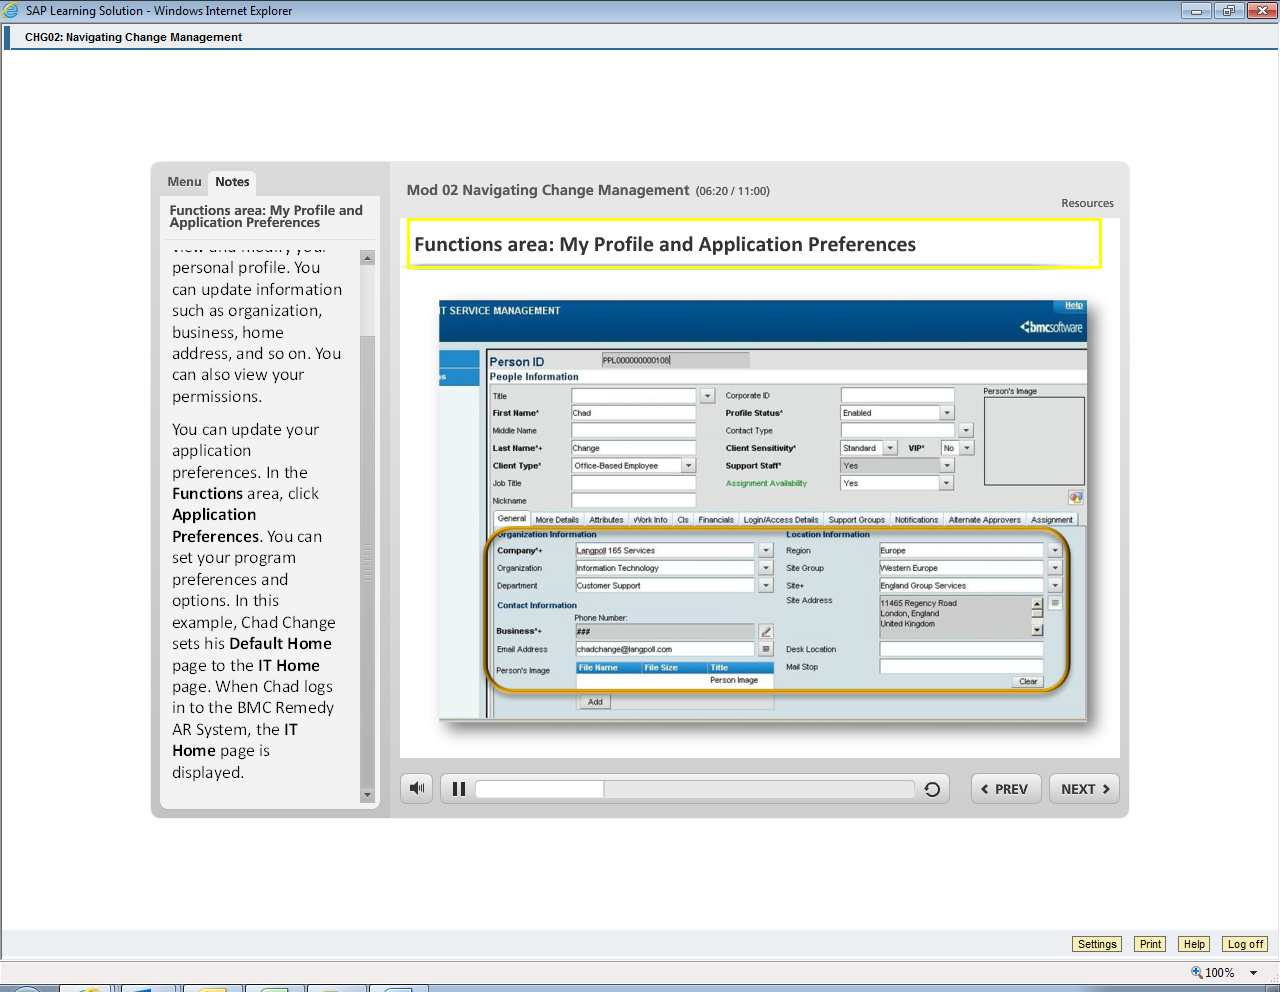 SAP Learning Solution - Windows Internet Explorer
CHG02: Navigating Change Management
Menu
Notes
Functions area: My Profile and
Application Preferences
view and modify your
personal profile. You
can update information
such as organization,
business, home
address, and so on. You
can also view your
permissions.
You can update your
application
preferences. In the
Functions area, click
Application
Preferences. You can
set your program
preferences and
options. In this
example, Chad Change
sets his Default Home
page to the IT Home
page. When Chad logs
in to the BMC Remedy
AR System, the IT
Home page is
displayed.
Mod 02 Navigating Change Management (06:20 / 11:00)
Resources
Functions area: My Profile and Application Preferences
IT SERVICE MANAGEMENT
Help
bmcsoftware
Person ID PPL000000000108
People Information
Title
Corporate ID
Person's Image
First Name* Chad
Profile Status* Enabled
Middle Name
Contact Type
Last Name*+ Change
Client Sensitivity* Standard VIP* No
Client Type* Office-Based Employee
Support Staff* Yes
Job Title
Assignment Availability Yes
Nickname
General More Details Attributes Work Info CIs Financials Login/Access Details Support Groups Notifications Alternate Approvers Assignment
Organization Information
Location Information
Company*+ Langpoll 165 Services
Region Europe
Organization Information Technology
Site Group Western Europe
Department Customer Support
Site+ England Group Services
Contact Information
Site Address 11465 Regency Road
London, England
United Kingdom
Phone Number:
Business*+ ###
Email Address chadchange@langpoll.com
Desk Location
Person's Image File Name File Size Title
Mail Stop
Person Image
Clear
Add
PREV
NEXT
Settings Print Help Log off
100%